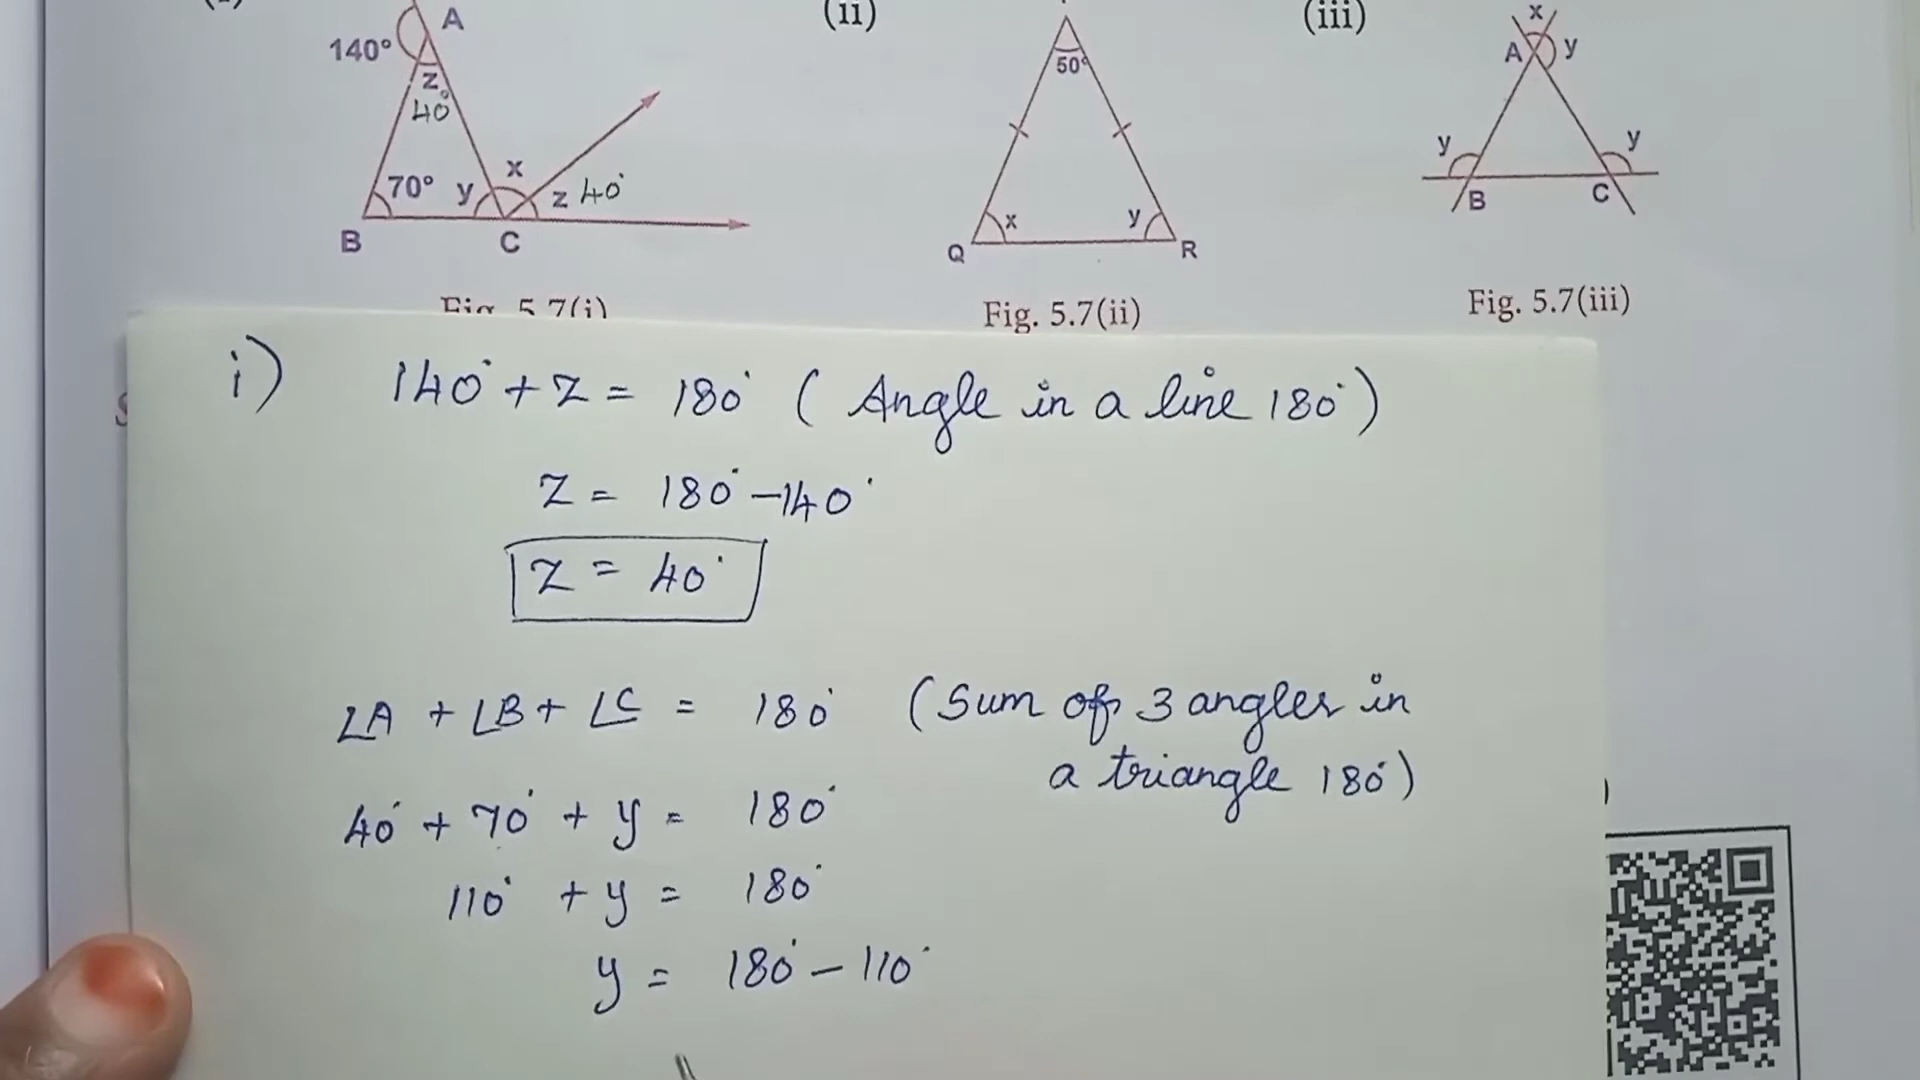 (ii)
(iii)
A
140°
z
40°
70°
y
x
z 40°
B
C
50°
x
y
Q
R
x
A
y
y
y
B
C
Fig. 5.7(i)
Fig. 5.7(ii)
Fig. 5.7(iii)
i) 140° + z = 180° ( Angle in a line 180° )
z = 180° - 140°
z = 40°
∠A + ∠B + ∠C = 180° (Sum of 3 angles in
a triangle 180°)
40° + 70° + y = 180°
110° + y = 180°
y = 180° - 110°